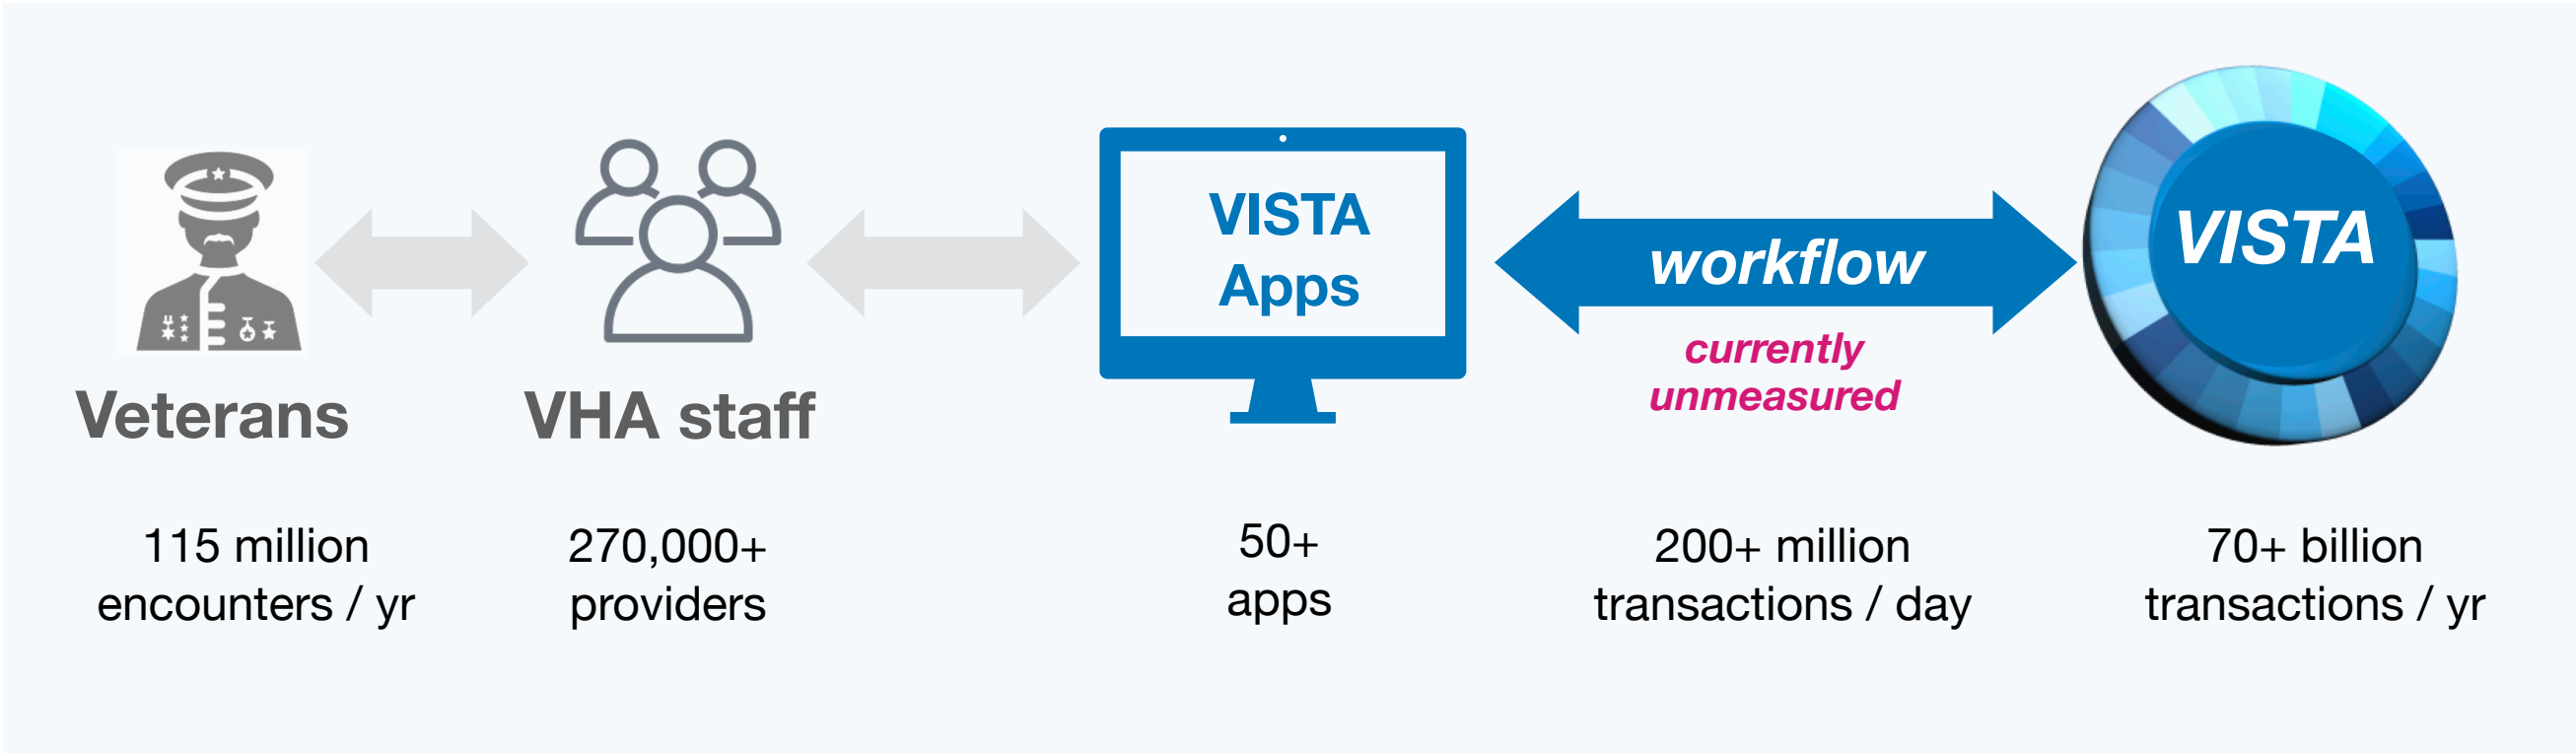 VISTA
Apps
workflow
currently
unmeasured
VISTA
Veterans
VHA staff
115 million
encounters / yr
270,000+
providers
50+
apps
200+ million
transactions / day
70+ billion
transactions / yr